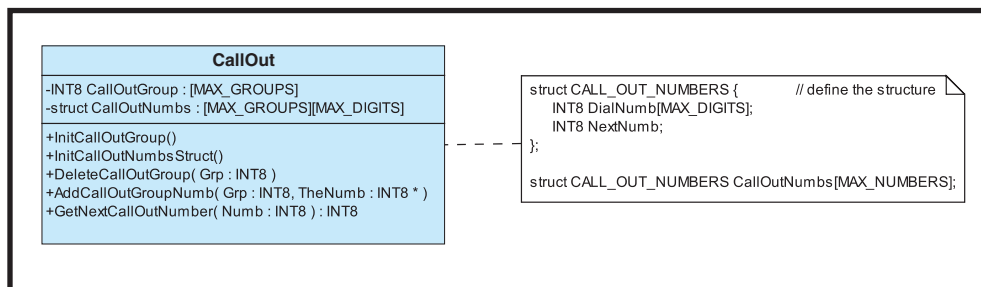 CallOut
-INT8 CallOutGroup : [MAX_GROUPS]
-struct CallOutNumbs : [MAX_GROUPS][MAX_DIGITS]
+InitCallOutGroup()
+InitCallOutNumbsStruct()
+DeleteCallOutGroup( Grp : INT8 )
+AddCallOutGroupNumb( Grp : INT8, TheNumb : INT8 * )
+GetNextCallOutNumber( Numb : INT8 ) : INT8
struct CALL_OUT_NUMBERS { // define the structure
INT8 DialNumb[MAX_DIGITS];
INT8 NextNumb;
};
struct CALL_OUT_NUMBERS CallOutNumbs[MAX_NUMBERS];